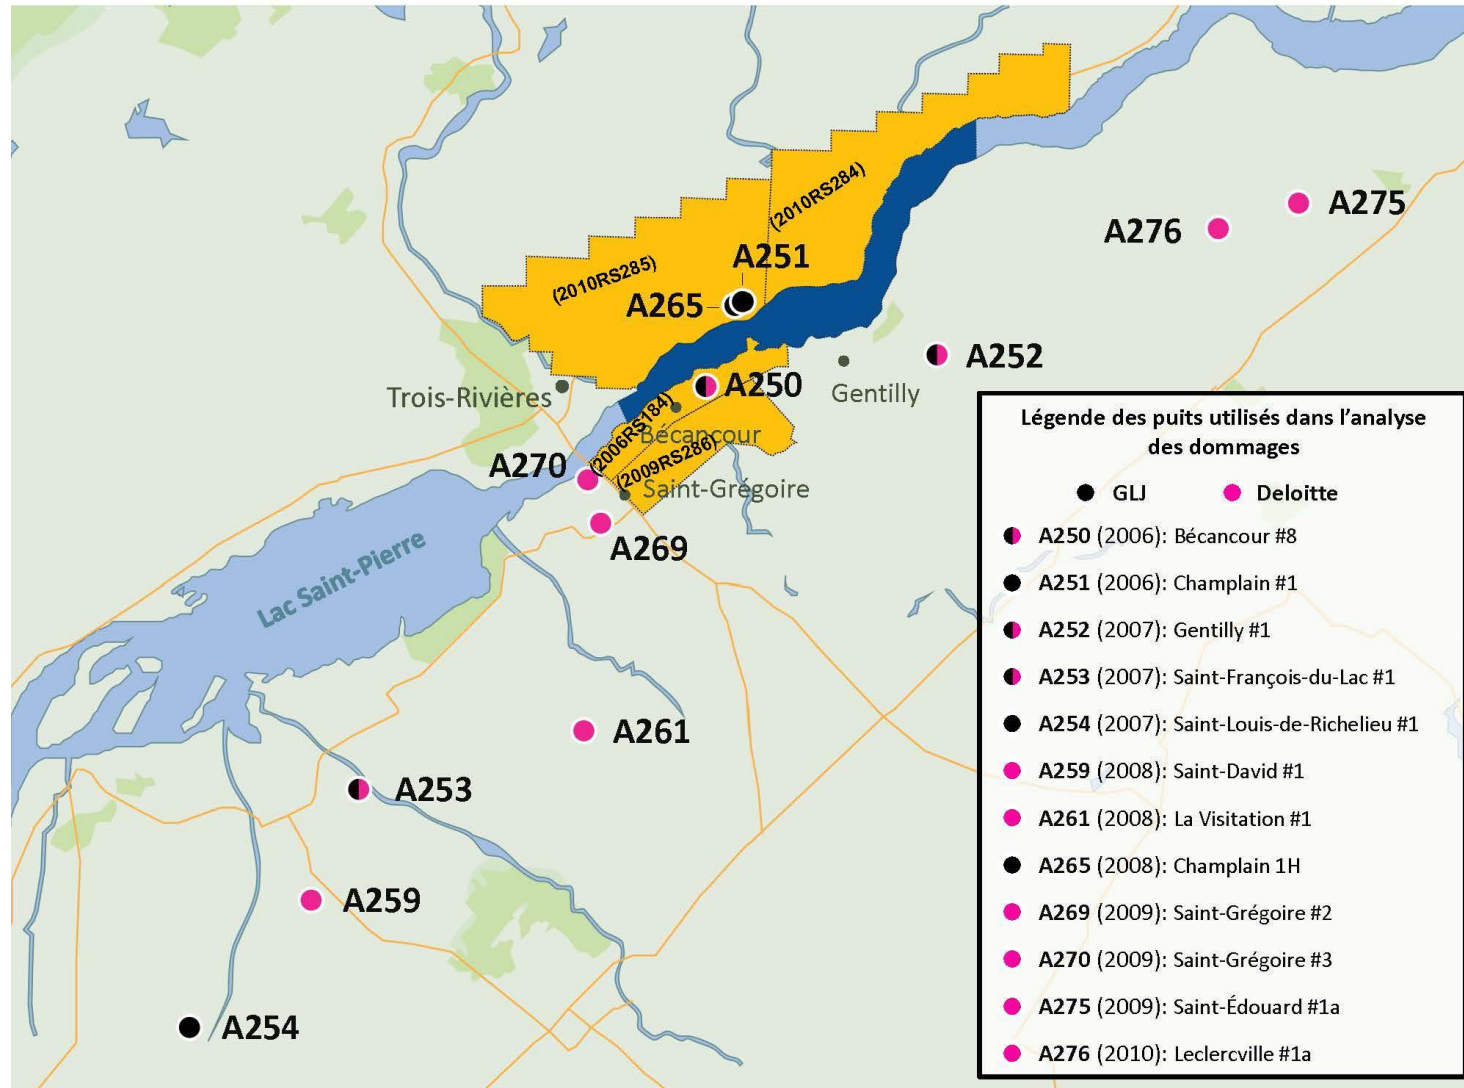 (2010RS284)
A275
A276
A251
(2010RS285)
A265
A252
Trois-Rivières
A250
Gentilly
(2006RS184)
Bécancour
A270
(2009RS286)
Saint-Grégoire
A269
Lac Saint-Pierre
A261
A253
A259
A254
Légende des puits utilisés dans l'analyse
des dommages
GLJ Deloitte
A250 (2006): Bécancour #8
A251 (2006): Champlain #1
A252 (2007): Gentilly #1
A253 (2007): Saint-François-du-Lac #1
A254 (2007): Saint-Louis-de-Richelieu #1
A259 (2008): Saint-David #1
A261 (2008): La Visitation #1
A265 (2008): Champlain 1H
A269 (2009): Saint-Grégoire #2
A270 (2009): Saint-Grégoire #3
A275 (2009): Saint-Édouard #1a
A276 (2010): Leclercville #1a